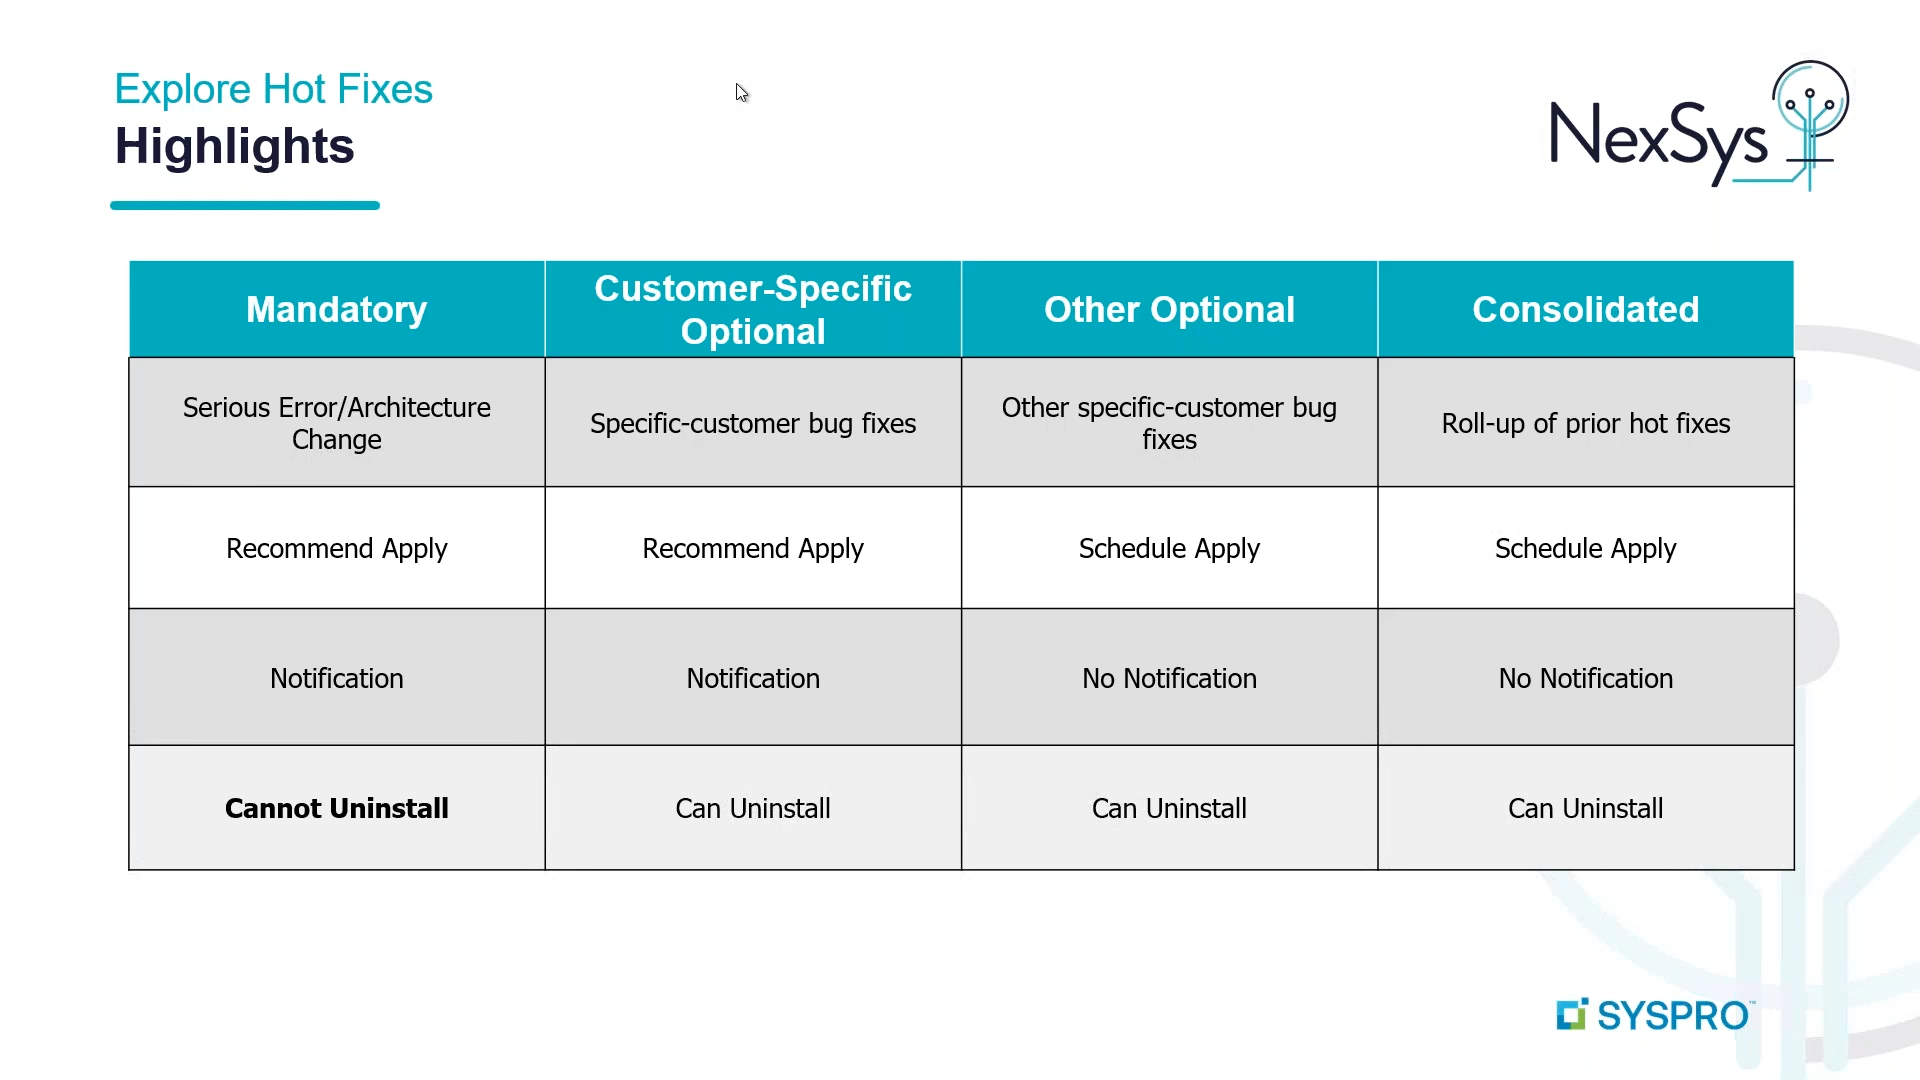 Explore Hot Fixes
Highlights
NexSys
Mandatory
Customer-Specific
Optional
Other Optional
Consolidated
Serious Error/Architecture
Change
Specific-customer bug fixes
Other specific-customer bug
fixes
Roll-up of prior hot fixes
Recommend Apply
Recommend Apply
Schedule Apply
Schedule Apply
Notification
Notification
No Notification
No Notification
Cannot Uninstall
Can Uninstall
Can Uninstall
Can Uninstall
SYSPRO™